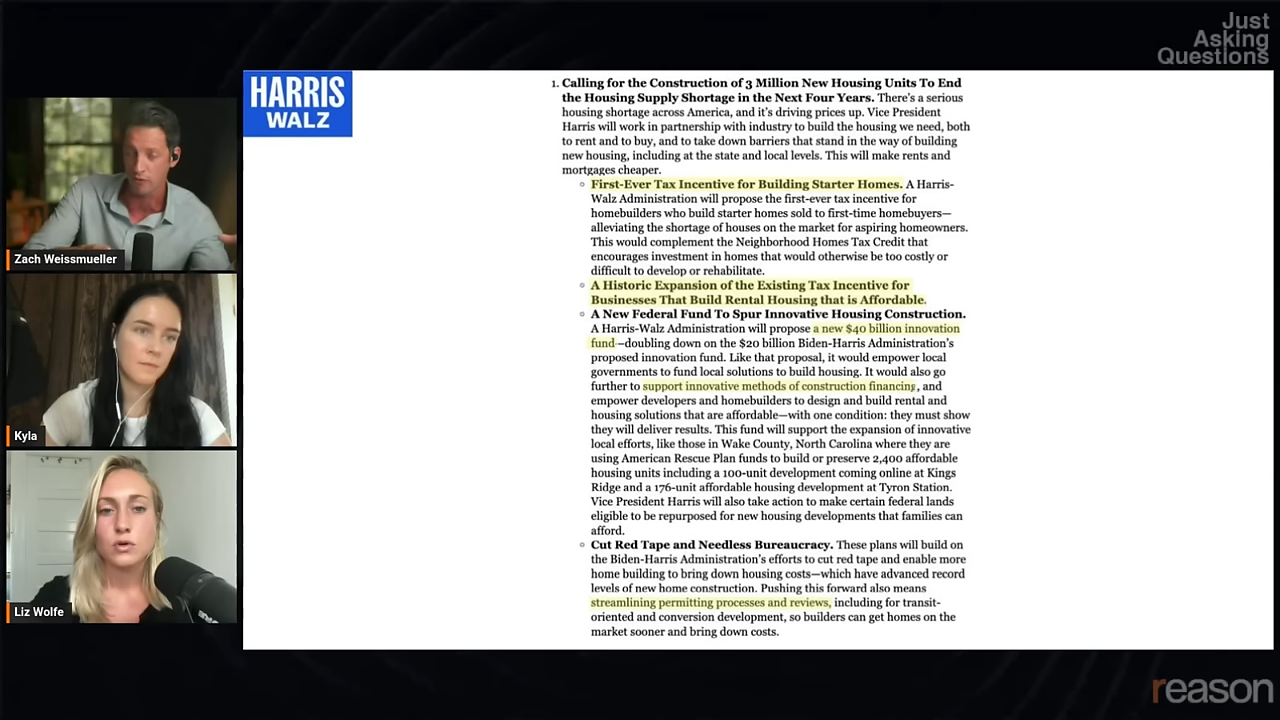 Just
Asking
Questions
HARRIS
WALZ
1. Calling for the Construction of 3 Million New Housing Units To End
the Housing Supply Shortage in the Next Four Years. There's a serious
housing shortage across America, and it's driving prices up. Vice President
Harris will work in partnership with industry to build the housing we need, both
to rent and to buy, and to take down barriers that stand in the way of building
new housing, including at the state and local levels. This will make rents and
mortgages cheaper.
First-Ever Tax Incentive for Building Starter Homes. A Harris-
Walz Administration will propose the first-ever tax incentive for
homebuilders who build starter homes sold to first-time homebuyers—
alleviating the shortage of houses on the market for aspiring homeowners.
This would complement the Neighborhood Homes Tax Credit that
encourages investment in homes that would otherwise be too costly or
difficult to develop or rehabilitate.
A Historic Expansion of the Existing Tax Incentive for
Businesses That Build Rental Housing that is Affordable.
A New Federal Fund To Spur Innovative Housing Construction.
A Harris-Walz Administration will propose a new $40 billion innovation
fund—doubling down on the $20 billion Biden-Harris Administration's
proposed innovation fund. Like that proposal, it would empower local
governments to fund local solutions to build housing. It would also go
further to support innovative methods of construction financing, and
empower developers and homebuilders to design and build rental and
housing solutions that are affordable—with one condition: they must show
they will deliver results. This fund will support the expansion of innovative
local efforts, like those in Wake County, North Carolina where they are
using American Rescue Plan funds to build or preserve 2,400 affordable
housing units including a 100-unit development coming online at Kings
Ridge and a 176-unit affordable housing development at Tyron Station.
Vice President Harris will also take action to make certain federal lands
eligible to be repurposed for new housing developments that families can
afford.
Cut Red Tape and Needless Bureaucracy. These plans will build on
the Biden-Harris Administration's efforts to cut red tape and enable more
home building to bring down housing costs—which have advanced record
levels of new home construction. Pushing this forward also means
streamlining permitting processes and reviews, including for transit-
oriented and conversion development, so builders can get homes on the
market sooner and bring down costs.
Zach Weissmueller
Kyla
Liz Wolfe
reason